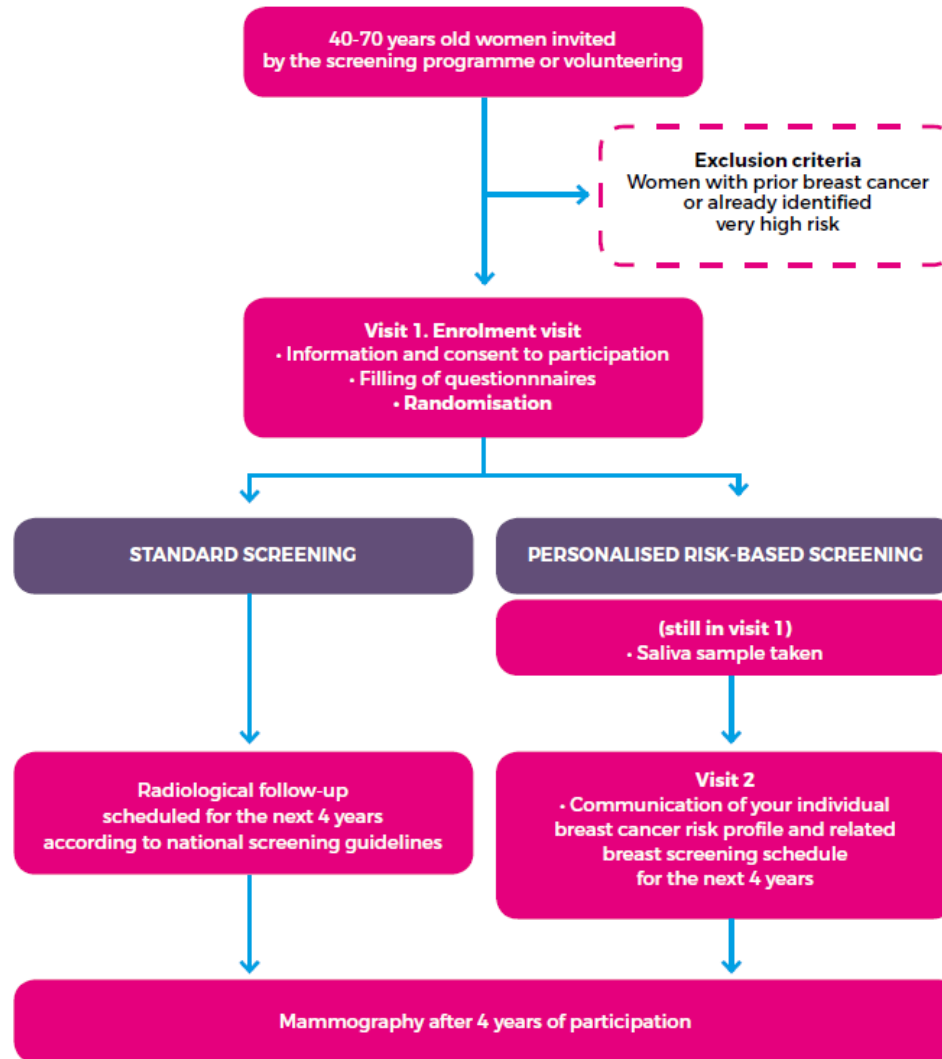 40-70 years old women invited
by the screening programme or volunteering
Exclusion criteria
Women with prior breast cancer
or already identified
very high risk
Visit 1. Enrolment visit
• Information and consent to participation
• Filling of questionnnaires
• Randomisation
STANDARD SCREENING
PERSONALISED RISK-BASED SCREENING
(still in visit 1)
• Saliva sample taken
Radiological follow-up
scheduled for the next 4 years
according to national screening guidelines
Visit 2
• Communication of your individual
breast cancer risk profile and related
breast screening schedule
for the next 4 years
Mammography after 4 years of participation